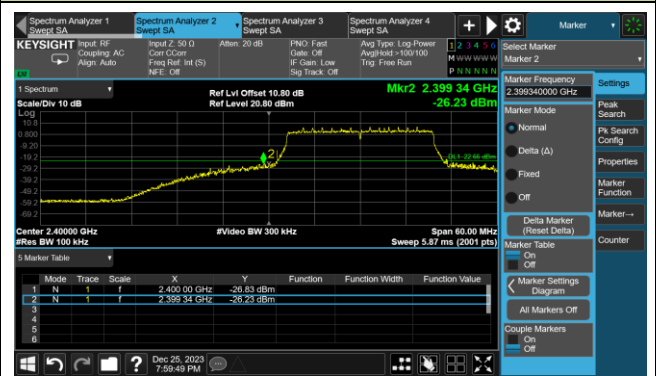 Spectrum Analyzer 1
Swept SA
Spectrum Analyzer 2
Swept SA
Spectrum Analyzer 3
Swept SA
Spectrum Analyzer 4
Swept SA
Marker
KEYSIGHT
Input: RF
Coupling: AC
Align: Auto
Input Z: 50 Ω
Corr CCorr
Freq Ref: Int (S)
NFE: Off
Atten: 20 dB
PNO: Fast
Gate: Off
IF Gain: Low
Sig Track: Off
Avg Type: Log-Power
Avg|Hold:>100/100
Trig: Free Run
1 2 3 4 5 6
M W W W W W
P N N N N N
1 Spectrum
Scale/Div 10 dB
Log
Ref Lvl Offset 10.80 dB
Ref Level 20.80 dBm
Mkr2 2.399 34 GHz
-26.23 dBm
10.8
0.800
-9.20
-19.2
-29.2
-39.2
-49.2
-59.2
-69.2
2
DL1 -22.66 dBm
Center 2.40000 GHz
#Res BW 100 kHz
#Video BW 300 kHz
Span 60.00 MHz
Sweep 5.87 ms (2001 pts)
5 Marker Table
Mode Trace Scale X Y Function Function Width Function Value
1 N 1 f 2.400 00 GHz -26.83 dBm
2 N 1 f 2.399 34 GHz -26.23 dBm
3
4
5
6
Dec 25, 2023
7:59:49 PM
Select Marker
Marker 2
Marker Frequency
2.399340000 GHz
Marker Mode
Normal
Delta (Δ)
Fixed
Off
Delta Marker
(Reset Delta)
Marker Table
On
Off
Marker Settings
Diagram
All Markers Off
Couple Markers
On
Off
Settings
Peak
Search
Pk Search
Config
Properties
Marker
Function
Marker→
Counter